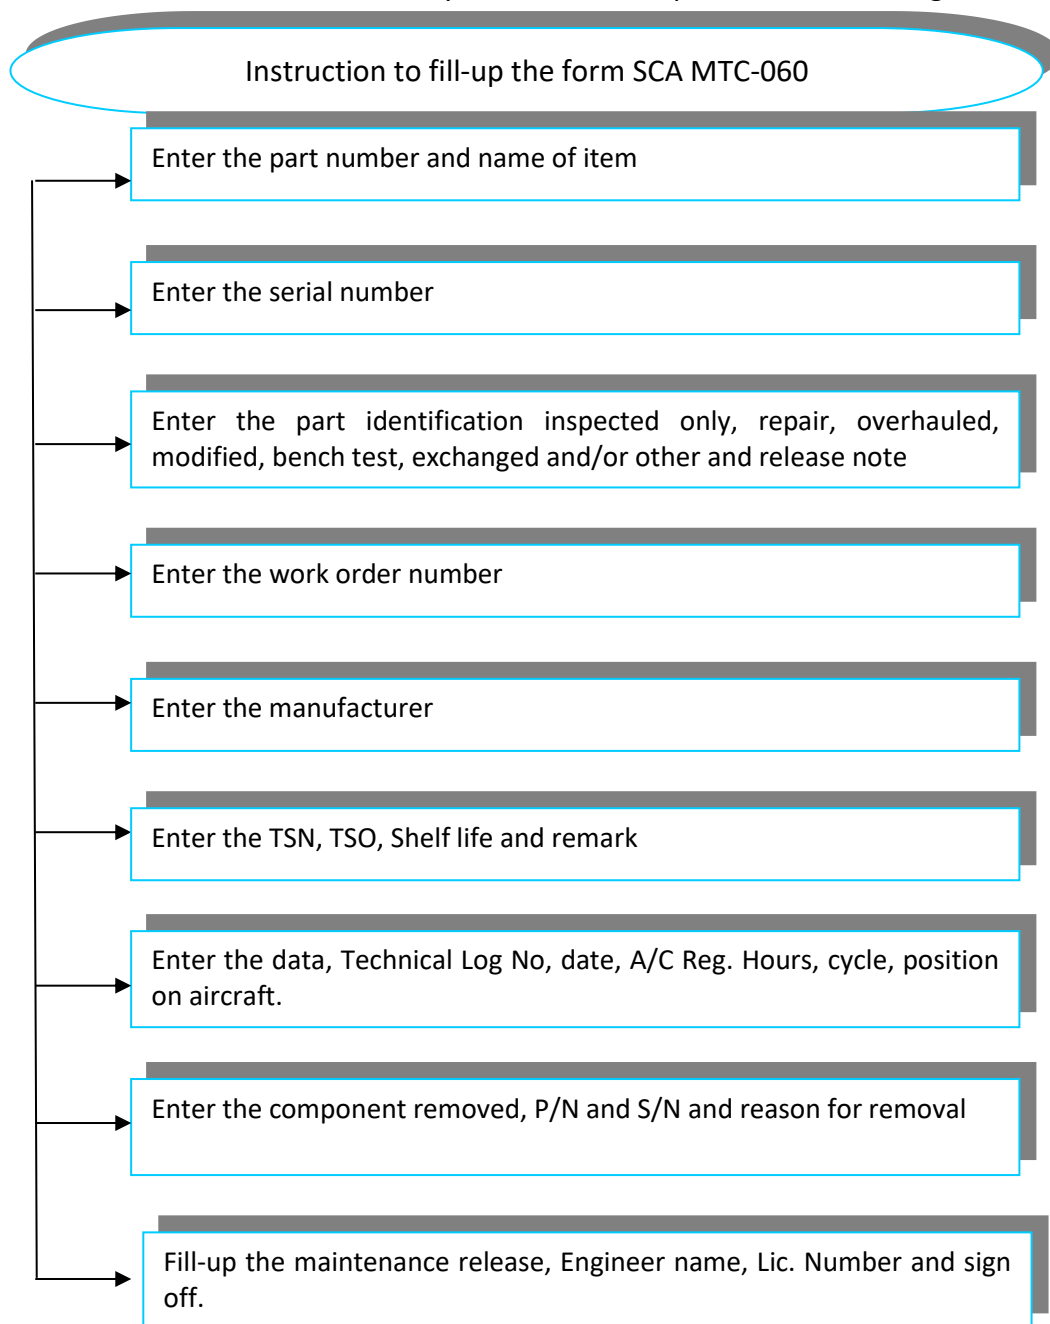 Instruction to fill-up the form SCA MTC-060
Enter the part number and name of item
Enter the serial number
Enter the part identification inspected only, repair, overhauled,
modified, bench test, exchanged and/or other and release note
Enter the work order number
Enter the manufacturer
Enter the TSN, TSO, Shelf life and remark
Enter the data, Technical Log No, date, A/C Reg. Hours, cycle, position
on aircraft.
Enter the component removed, P/N and S/N and reason for removal
Fill-up the maintenance release, Engineer name, Lic. Number and sign
off.